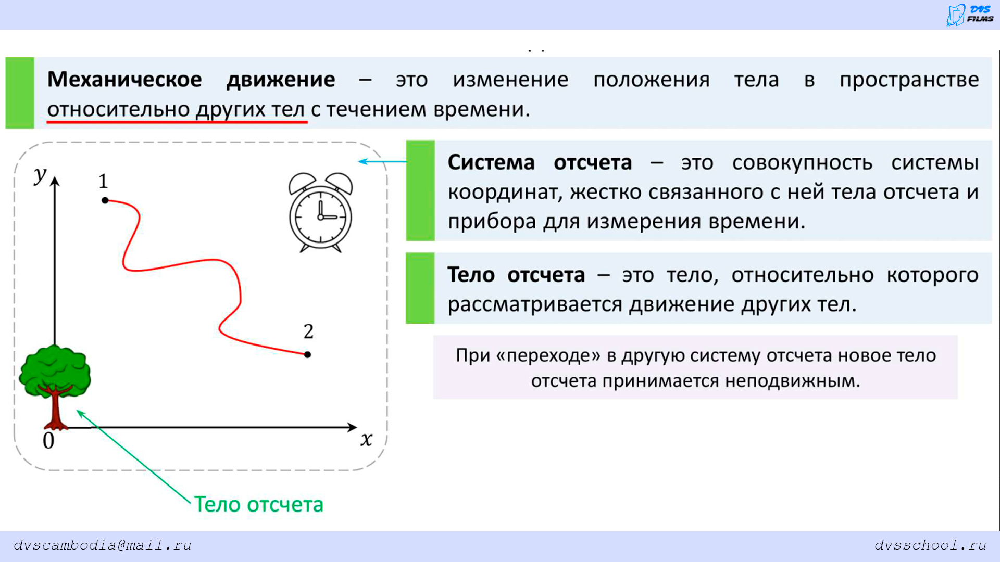 DVS
FILMS
Механическое движение – это изменение положения тела в пространстве
относительно других тел с течением времени.
y
1
2
0
x
Тело отсчета
Система отсчета – это совокупность системы
координат, жестко связанного с ней тела отсчета и
прибора для измерения времени.
Тело отсчета – это тело, относительно которого
рассматривается движение других тел.
При «переходе» в другую систему отсчета новое тело
отсчета принимается неподвижным.
dvscambodia@mail.ru
dvsschool.ru